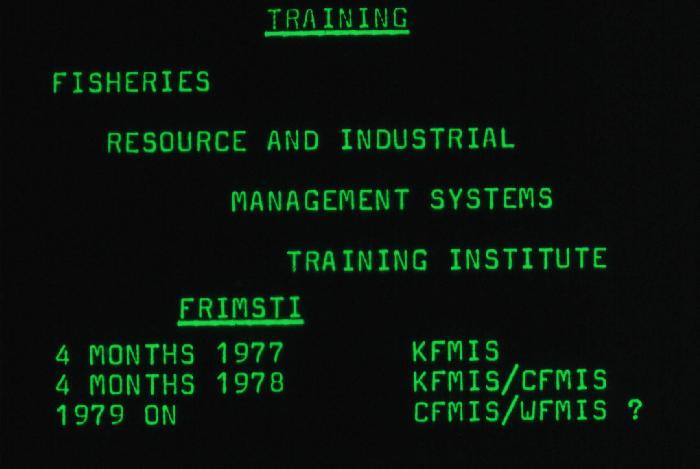 TRAINING
FISHERIES
RESOURCE AND INDUSTRIAL
MANAGEMENT SYSTEMS
TRAINING INSTITUTE
FRIMSTI
4 MONTHS 1977 KFMIS
4 MONTHS 1978 KFMIS/CFMIS
1979 ON CFMIS/WFMIS ?